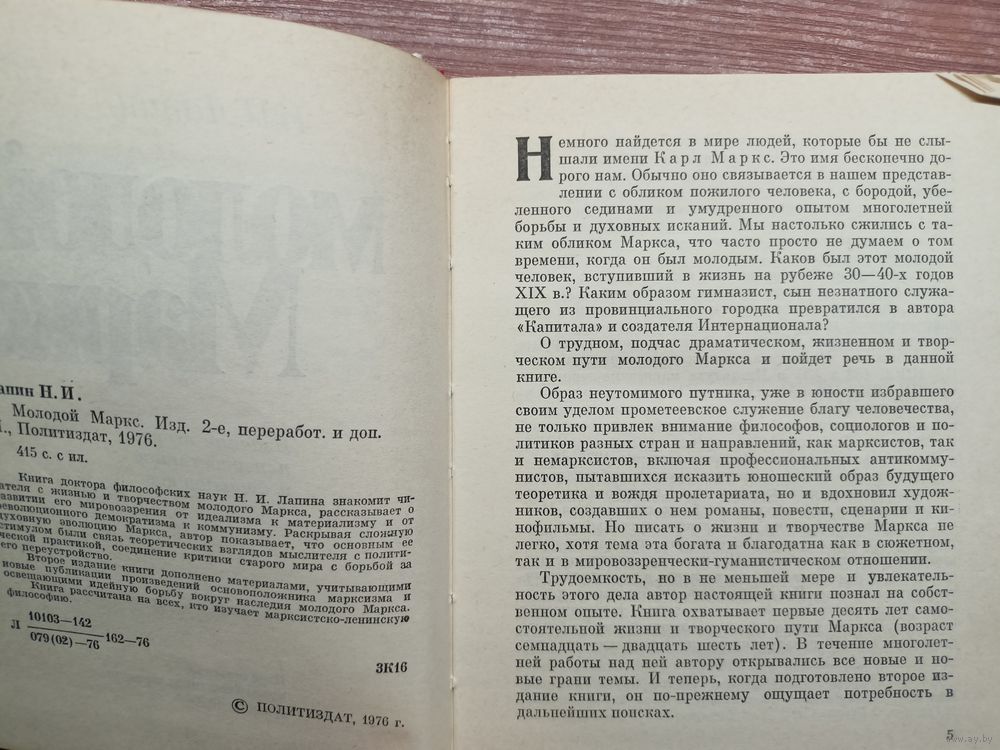 апин Н. И.
Молодой Маркс. Изд. 2-е, переработ. и доп.
Политиздат, 1976.
415 с. с ил.
Книга доктора философских наук Н. И. Лапина знакомит чи-
ателя с жизнью и творчеством молодого Маркса, рассказывает о
развитии его мировоззрения от идеализма к материализму и от
революционного демократизма к коммунизму. Раскрывая сложную
духовную эволюцию Маркса, автор показывает, что основным ее
стимулом были связь теоретических взглядов мыслителя с полити-
ческой практикой, соединение критики старого мира с борьбой за
его переустройство.
Второе издание книги дополнено материалами, учитывающими
новые публикации произведений основоположников марксизма и
освещающими идейную борьбу вокруг наследия молодого Маркса.
Книга рассчитана на всех, кто изучает марксистско-ленинскую
философию.
Л 10103—142
079(02)—76 162—76
3К16
© ПОЛИТИЗДАТ, 1976 г.
Немного найдется в мире людей, которые бы не слы-
шали имени Карл Маркс. Это имя бесконечно до-
рого нам. Обычно оно связывается в нашем представ-
лении с обликом пожилого человека, с бородой, убе-
ленного сединами и умудренного опытом многолетней
борьбы и духовных исканий. Мы настолько сжились с та-
ким обликом Маркса, что часто просто не думаем о том
времени, когда он был молодым. Каков был этот молодой
человек, вступивший в жизнь на рубеже 30—40-х годов
XIX в.? Каким образом гимназист, сын незнатного служа-
щего из провинциального городка превратился в автора
«Капитала» и создателя Интернационала?
О трудном, подчас драматическом, жизненном и твор-
ческом пути молодого Маркса и пойдет речь в данной
книге.
Образ неутомимого путника, уже в юности избравшего
своим уделом прометеевское служение благу человечества,
не только привлек внимание философов, социологов и по-
литиков разных стран и направлений, как марксистов, так
и немарксистов, включая профессиональных антикомму-
нистов, пытавшихся исказить юношеский образ будущего
теоретика и вождя пролетариата, но и вдохновил худож-
ников, создавших о нем романы, повести, сценарии и ки-
нофильмы. Но писать о жизни и творчестве Маркса не
легко, хотя тема эта богата и благодатна как в сюжетном,
так и в мировоззренчески-гуманистическом отношении.
Трудоемкость, но в не меньшей мере и увлекатель-
ность этого дела автор настоящей книги познал на собст-
венном опыте. Книга охватывает первые десять лет само-
стоятельной жизни и творческого пути Маркса (возраст
семнадцать — двадцать шесть лет). В течение многолет-
ней работы над ней автору открывались все новые и но-
вые грани темы. И теперь, когда подготовлено второе из-
дание книги, он по-прежнему ощущает потребность в
дальнейших поисках.
5
www.ay.by